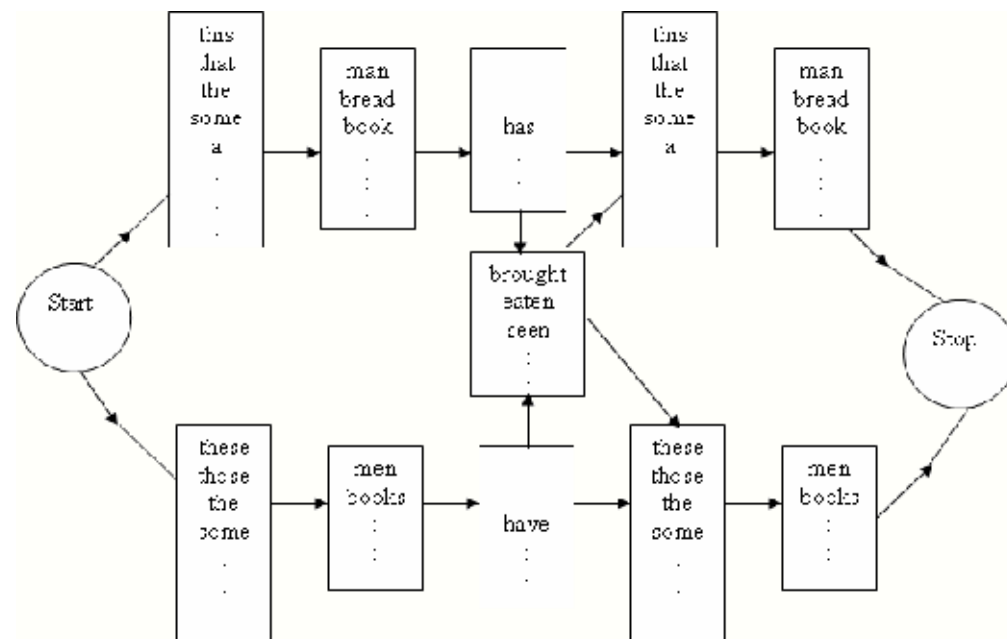 this
that
the
some
a
man
bread
book
has
this
that
the
some
a
man
bread
book
Start
brought
eaten
seen
Stop
these
those
the
some
men
books
have
these
those
the
some
men
books